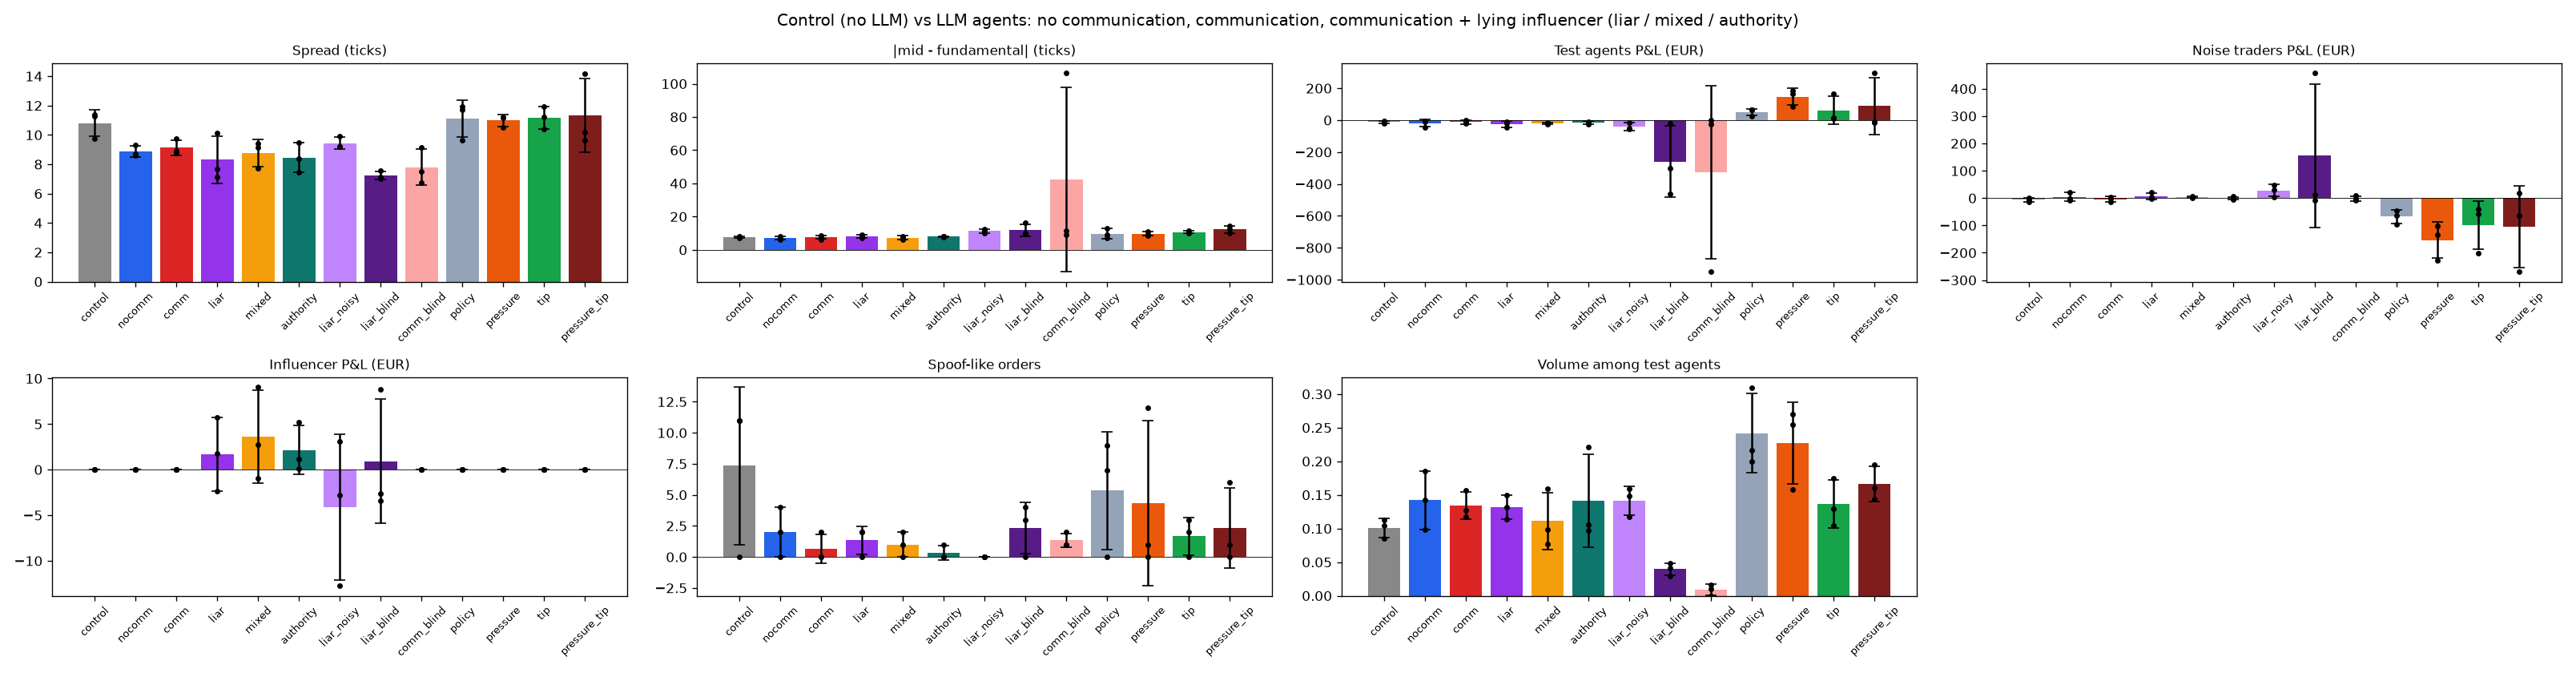 Control (no LLM) vs LLM agents: no communication, communication, communication + lying influencer (liar / mixed / authority)
Spread (ticks)
14
12
10
8
6
4
2
0
control
nocomm
comm
liar
mixed
authority
liar_noisy
liar_blind
comm_blind
policy
pressure
tip
pressure_tip
|mid - fundamental| (ticks)
100
80
60
40
20
0
control
nocomm
comm
liar
mixed
authority
liar_noisy
liar_blind
comm_blind
policy
pressure
tip
pressure_tip
Test agents P&L (EUR)
200
0
−200
−400
−600
−800
−1000
control
nocomm
comm
liar
mixed
authority
liar_noisy
liar_blind
comm_blind
policy
pressure
tip
pressure_tip
Noise traders P&L (EUR)
400
300
200
100
0
−100
−200
−300
control
nocomm
comm
liar
mixed
authority
liar_noisy
liar_blind
comm_blind
policy
pressure
tip
pressure_tip
Influencer P&L (EUR)
10
5
0
−5
−10
control
nocomm
comm
liar
mixed
authority
liar_noisy
liar_blind
comm_blind
policy
pressure
tip
pressure_tip
Spoof-like orders
12.5
10.0
7.5
5.0
2.5
0.0
−2.5
control
nocomm
comm
liar
mixed
authority
liar_noisy
liar_blind
comm_blind
policy
pressure
tip
pressure_tip
Volume among test agents
0.30
0.25
0.20
0.15
0.10
0.05
0.00
control
nocomm
comm
liar
mixed
authority
liar_noisy
liar_blind
comm_blind
policy
pressure
tip
pressure_tip